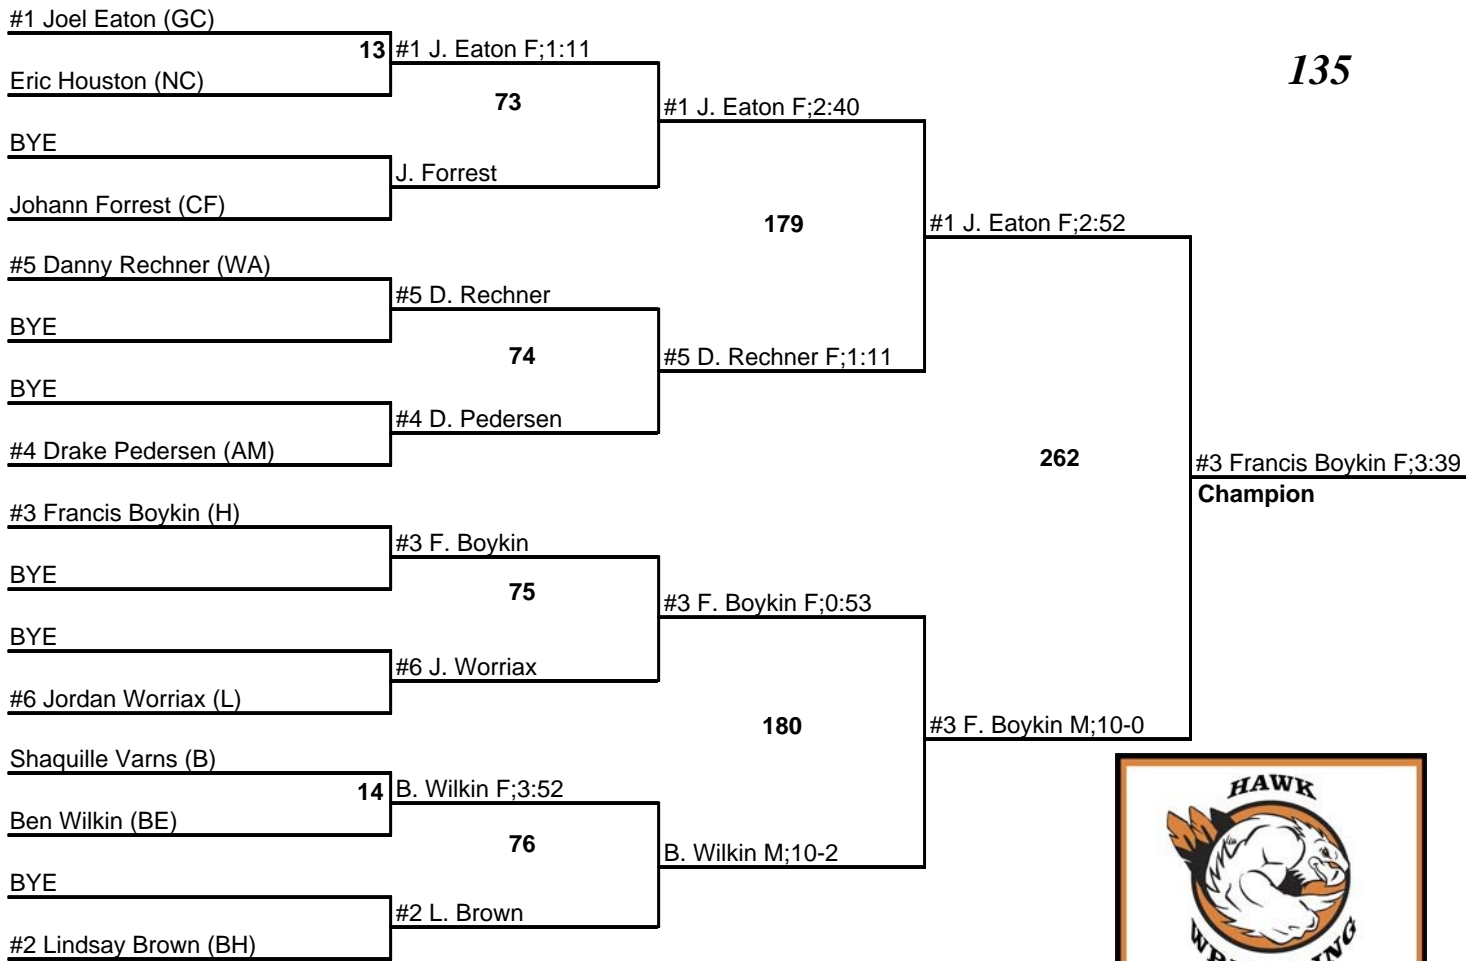 #1 Joel Eaton (GC)
13 #1 J. Eaton F;1:11
135
Eric Houston (NC)
73
#1 J. Eaton F;2:40
BYE
J. Forrest
Johann Forrest (CF)
179
#1 J. Eaton F;2:52
#5 Danny Rechner (WA)
#5 D. Rechner
BYE
74
#5 D. Rechner F;1:11
BYE
#4 D. Pedersen
#4 Drake Pedersen (AM)
262
#3 Francis Boykin F;3:39
Champion
#3 Francis Boykin (H)
#3 F. Boykin
BYE
75
#3 F. Boykin F;0:53
BYE
#6 J. Worriax
#6 Jordan Worriax (L)
180
#3 F. Boykin M;10-0
Shaquille Varns (B)
14 B. Wilkin F;3:52
Ben Wilkin (BE)
76
B. Wilkin M;10-2
BYE
#2 L. Brown
#2 Lindsay Brown (BH)
HAWK
WRESTLING